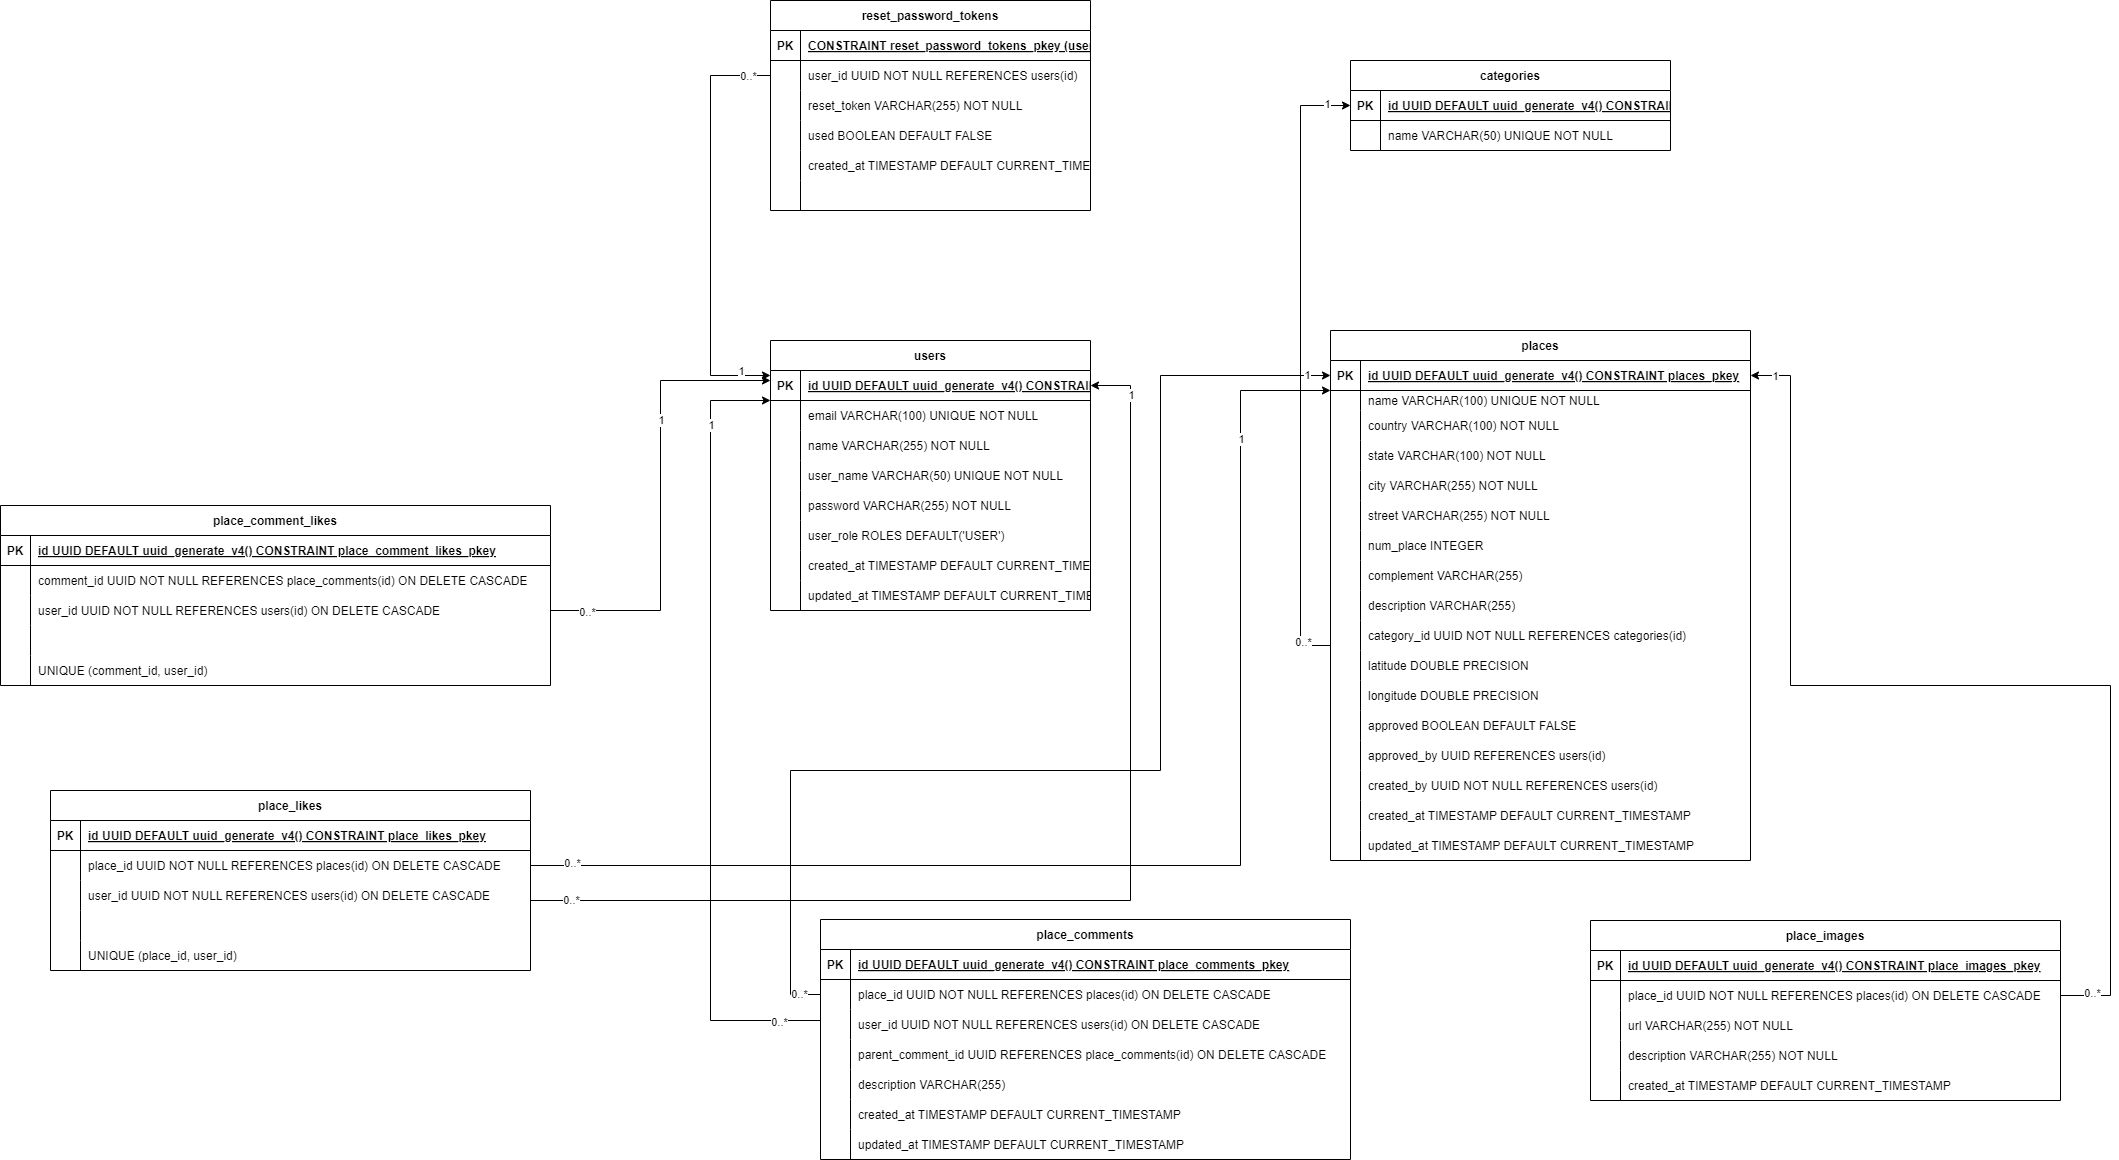 reset_password_tokens
PK CONSTRAINT reset_password_tokens_pkey (use
user_id UUID NOT NULL REFERENCES users(id)
reset_token VARCHAR(255) NOT NULL
used BOOLEAN DEFAULT FALSE
created_at TIMESTAMP DEFAULT CURRENT_TIME
0..*
1
categories
PK id UUID DEFAULT uuid_generate_v4() CONSTRAI
name VARCHAR(50) UNIQUE NOT NULL
1
0..*
users
PK id UUID DEFAULT uuid_generate_v4() CONSTRAI
email VARCHAR(100) UNIQUE NOT NULL
name VARCHAR(255) NOT NULL
user_name VARCHAR(50) UNIQUE NOT NULL
password VARCHAR(255) NOT NULL
user_role ROLES DEFAULT('USER')
created_at TIMESTAMP DEFAULT CURRENT_TIME
updated_at TIMESTAMP DEFAULT CURRENT_TIME
1
1
1
places
PK id UUID DEFAULT uuid_generate_v4() CONSTRAINT places_pkey
name VARCHAR(100) UNIQUE NOT NULL
country VARCHAR(100) NOT NULL
state VARCHAR(100) NOT NULL
city VARCHAR(255) NOT NULL
street VARCHAR(255) NOT NULL
num_place INTEGER
complement VARCHAR(255)
description VARCHAR(255)
category_id UUID NOT NULL REFERENCES categories(id)
latitude DOUBLE PRECISION
longitude DOUBLE PRECISION
approved BOOLEAN DEFAULT FALSE
approved_by UUID REFERENCES users(id)
created_by UUID NOT NULL REFERENCES users(id)
created_at TIMESTAMP DEFAULT CURRENT_TIMESTAMP
updated_at TIMESTAMP DEFAULT CURRENT_TIMESTAMP
1
1
1
place_comment_likes
PK id UUID DEFAULT uuid_generate_v4() CONSTRAINT place_comment_likes_pkey
comment_id UUID NOT NULL REFERENCES place_comments(id) ON DELETE CASCADE
user_id UUID NOT NULL REFERENCES users(id) ON DELETE CASCADE
UNIQUE (comment_id, user_id)
0..*
place_likes
PK id UUID DEFAULT uuid_generate_v4() CONSTRAINT place_likes_pkey
place_id UUID NOT NULL REFERENCES places(id) ON DELETE CASCADE
user_id UUID NOT NULL REFERENCES users(id) ON DELETE CASCADE
UNIQUE (place_id, user_id)
0..*
0..*
place_comments
PK id UUID DEFAULT uuid_generate_v4() CONSTRAINT place_comments_pkey
place_id UUID NOT NULL REFERENCES places(id) ON DELETE CASCADE
user_id UUID NOT NULL REFERENCES users(id) ON DELETE CASCADE
parent_comment_id UUID REFERENCES place_comments(id) ON DELETE CASCADE
description VARCHAR(255)
created_at TIMESTAMP DEFAULT CURRENT_TIMESTAMP
updated_at TIMESTAMP DEFAULT CURRENT_TIMESTAMP
0..*
0..*
place_images
PK id UUID DEFAULT uuid_generate_v4() CONSTRAINT place_images_pkey
place_id UUID NOT NULL REFERENCES places(id) ON DELETE CASCADE
url VARCHAR(255) NOT NULL
description VARCHAR(255) NOT NULL
created_at TIMESTAMP DEFAULT CURRENT_TIMESTAMP
0..*